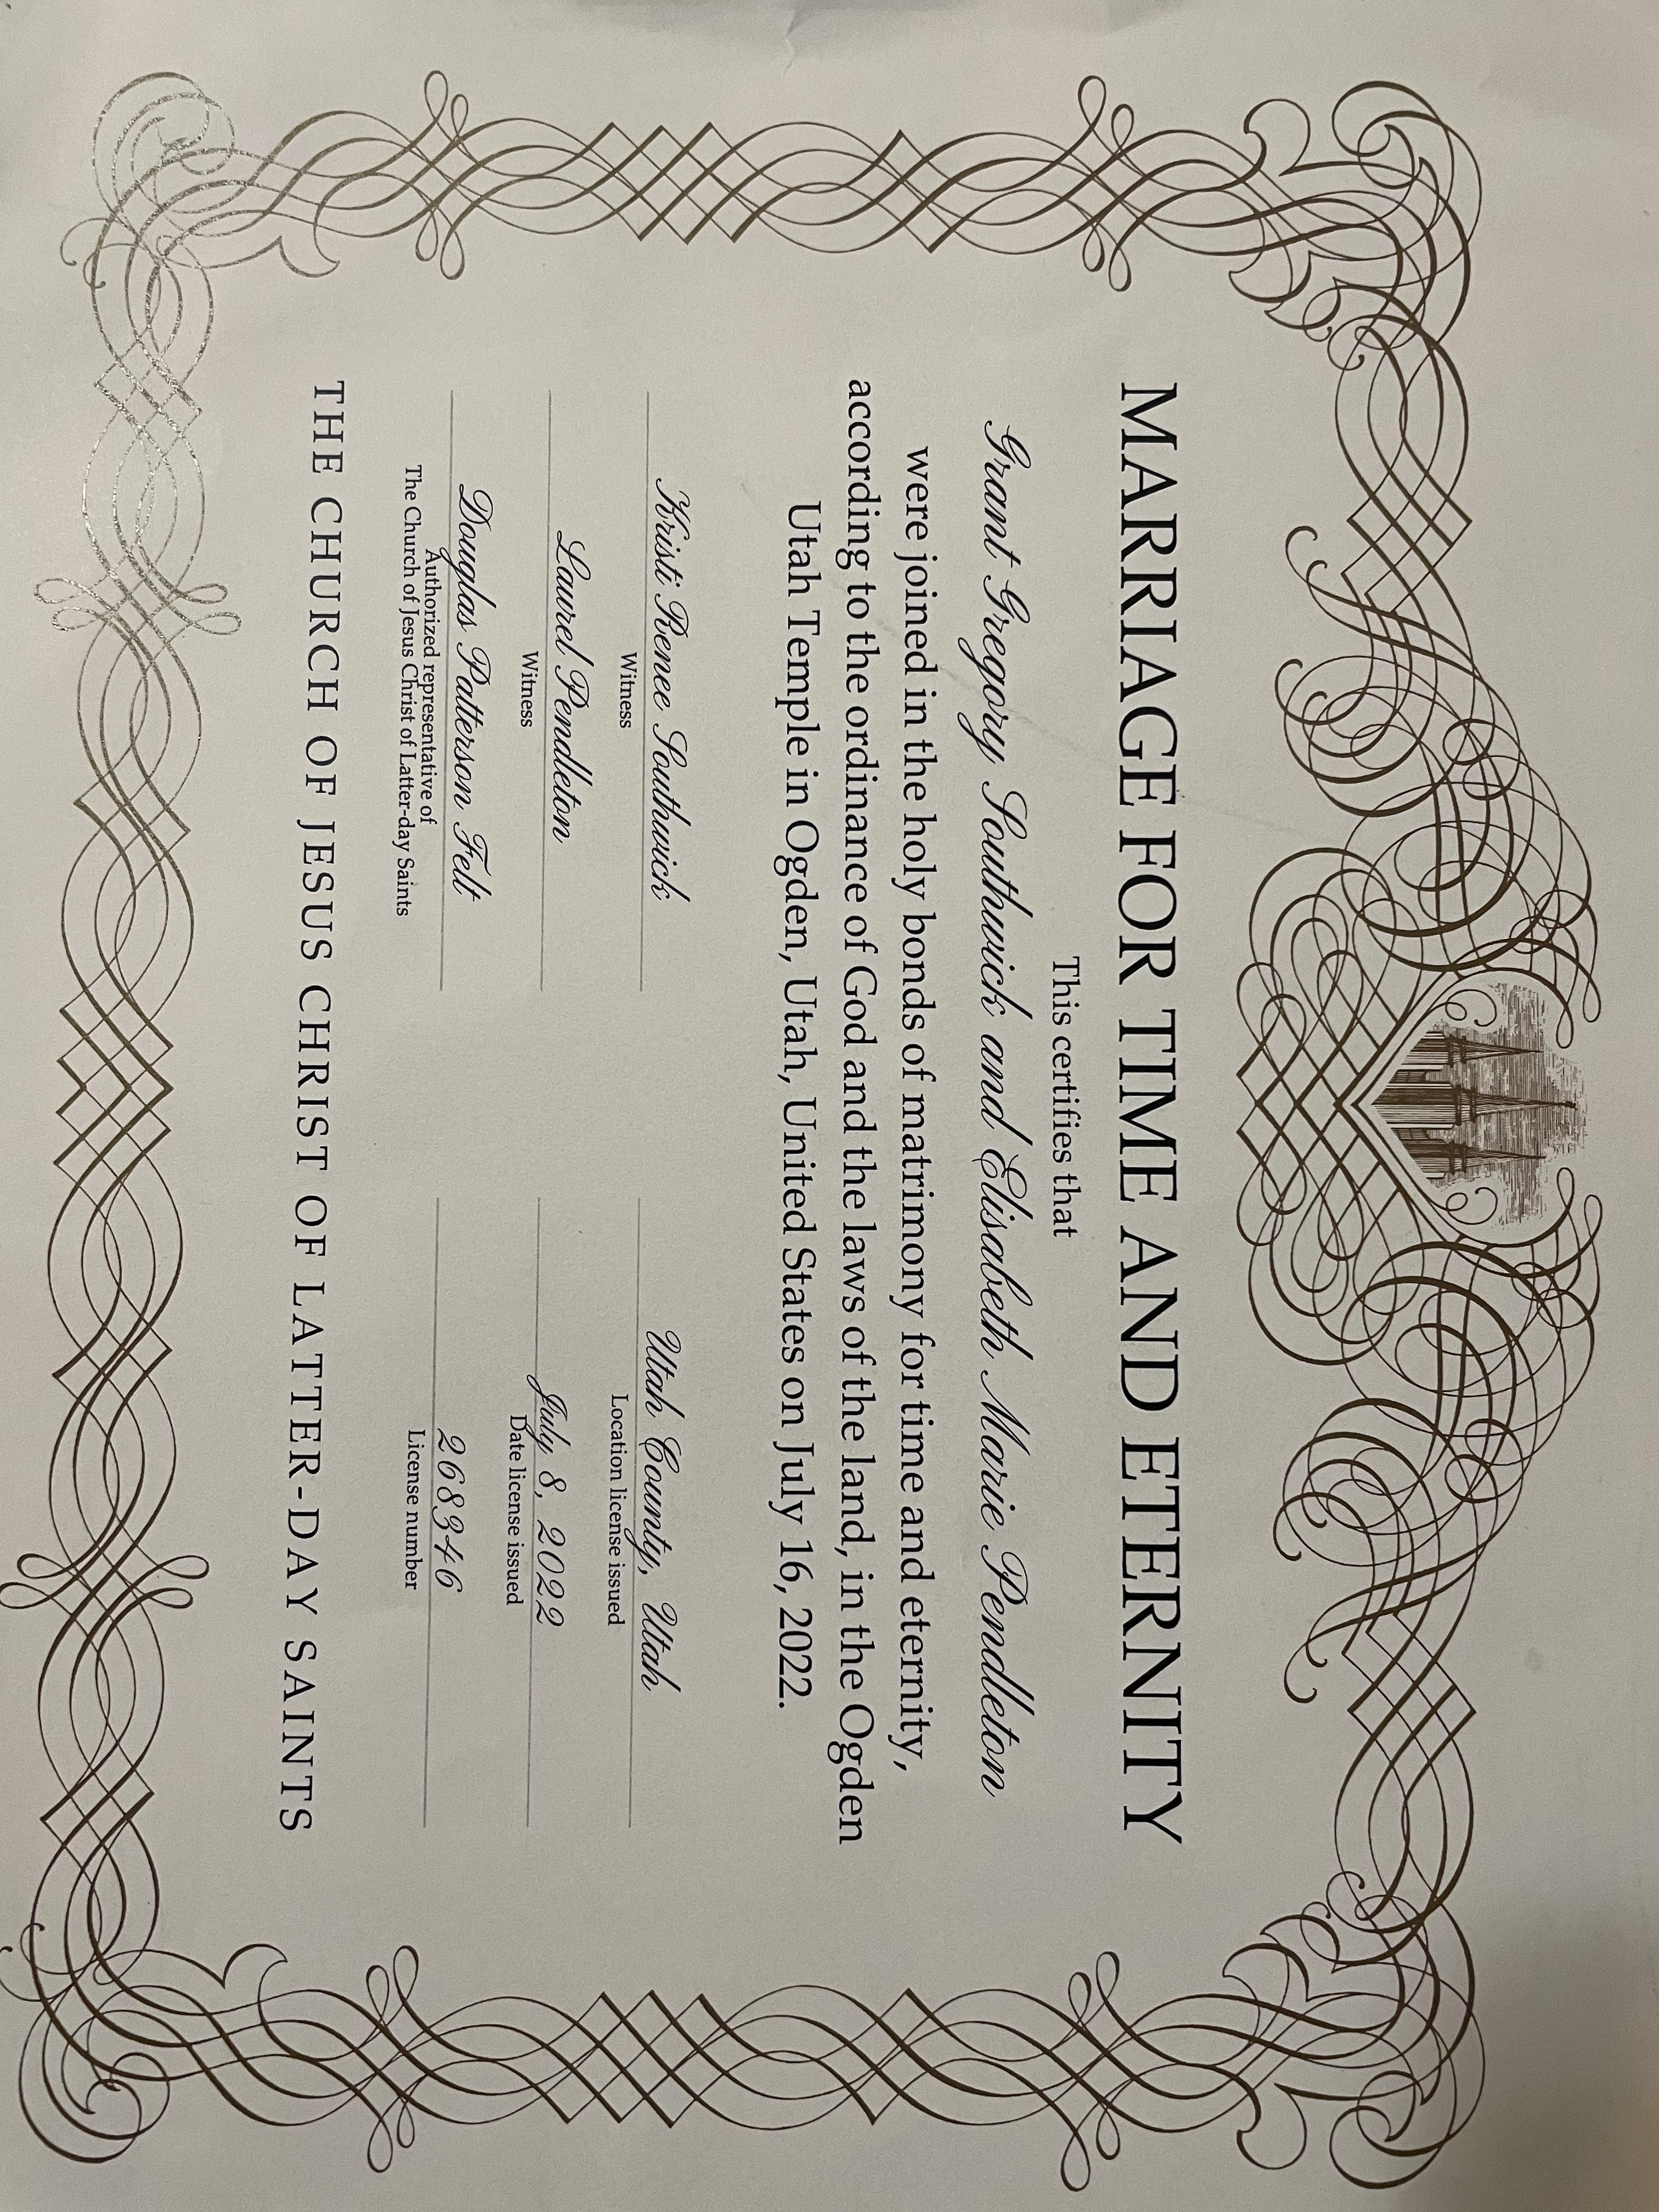 MARRIAGE FOR TIME AND ETERNITY
This certifies that
Grant Gregory Southwick and Elisabeth Marie Pendleton
were joined in the holy bonds of matrimony for time and eternity,
according to the ordinance of God and the laws of the land, in the Ogden
Utah Temple in Ogden, Utah, United States on July 16, 2022.
Kristi Renee Southwick
Witness
Laurel Pendleton
Witness
Douglas Patterson Felt
Authorized representative of
The Church of Jesus Christ of Latter-day Saints
Utah County, Utah
Location license issued
July 8, 2022
Date license issued
268346
License number
THE CHURCH OF JESUS CHRIST OF LATTER-DAY SAINTS